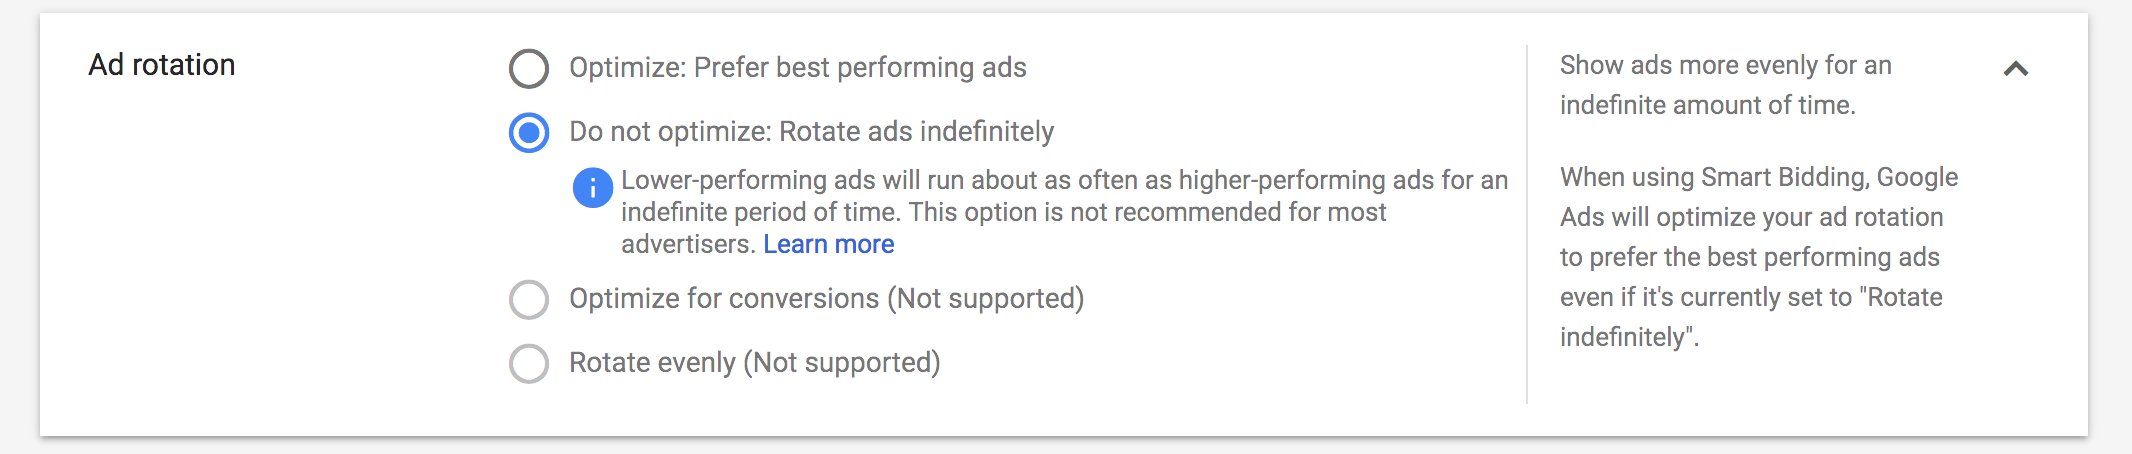 Ad rotation
Optimize: Prefer best performing ads
Do not optimize: Rotate ads indefinitely
Lower-performing ads will run about as often as higher-performing ads for an
indefinite period of time. This option is not recommended for most
advertisers. Learn more
Optimize for conversions (Not supported)
Rotate evenly (Not supported)
Show ads more evenly for an
indefinite amount of time.
When using Smart Bidding, Google
Ads will optimize your ad rotation
to prefer the best performing ads
even if it's currently set to "Rotate
indefinitely".